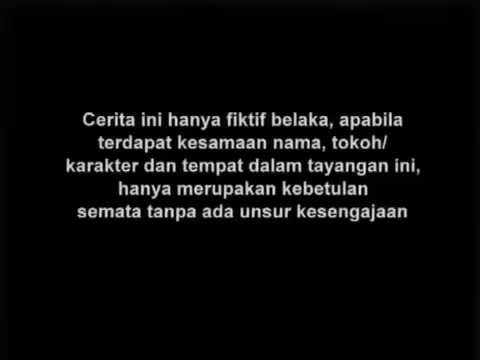 Cerita ini hanya fiktif belaka, apabila
terdapat kesamaan nama, tokoh/
karakter dan tempat dalam tayangan ini,
hanya merupakan kebetulan
semata tanpa ada unsur kesengajaan